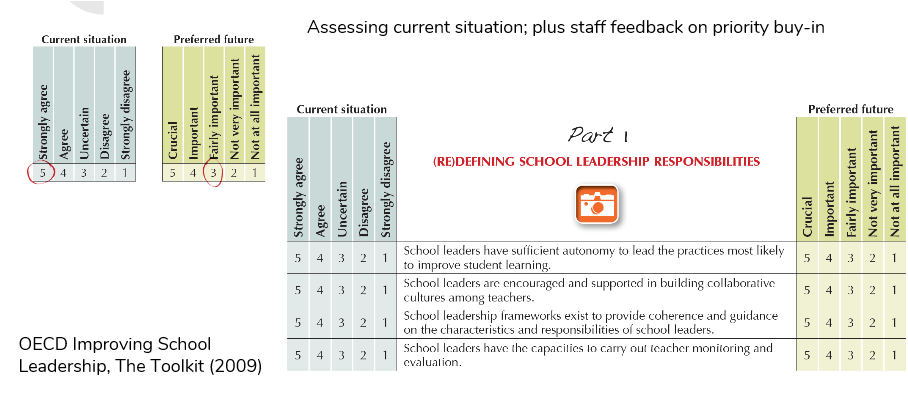 Assessing current situation; plus staff feedback on priority buy-in
Current situation
Preferred future
Strongly agree
Agree
Uncertain
Disagree
Strongly disagree
Crucial
Important
Fairly important
Not very important
Not at all important
5 4 3 2 1
5 4 3 2 1
Current situation
Preferred future
Part 1
(RE)DEFINING SCHOOL LEADERSHIP RESPONSIBILITIES
Strongly agree
Agree
Uncertain
Disagree
Strongly disagree
Crucial
Important
Fairly important
Not very important
Not at all important
5 4 3 2 1 School leaders have sufficient autonomy to lead the practices most likely 5 4 3 2 1
to improve student learning.
5 4 3 2 1 School leaders are encouraged and supported in building collaborative 5 4 3 2 1
cultures among teachers.
5 4 3 2 1 School leadership frameworks exist to provide coherence and guidance 5 4 3 2 1
on the characteristics and responsibilities of school leaders.
5 4 3 2 1 School leaders have the capacities to carry out teacher monitoring and 5 4 3 2 1
evaluation.
OECD Improving School
Leadership, The Toolkit (2009)